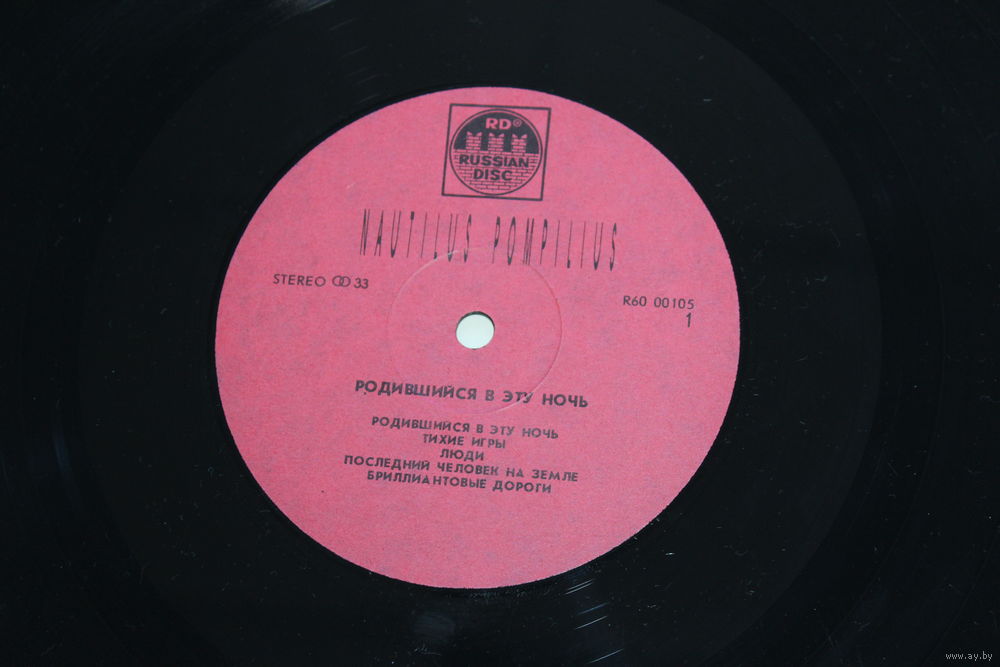 RD®
RUSSIAN
DISC
NAUTILUS POMPILIUS
STEREO 33
R60 00105
1
РОДИВШИЙСЯ В ЭТУ НОЧЬ
РОДИВШИЙСЯ В ЭТУ НОЧЬ
ТИХИЕ ИГРЫ
ЛЮДИ
ПОСЛЕДНИЙ ЧЕЛОВЕК НА ЗЕМЛЕ
БРИЛЛИАНТОВЫЕ ДОРОГИ
www.ay.by